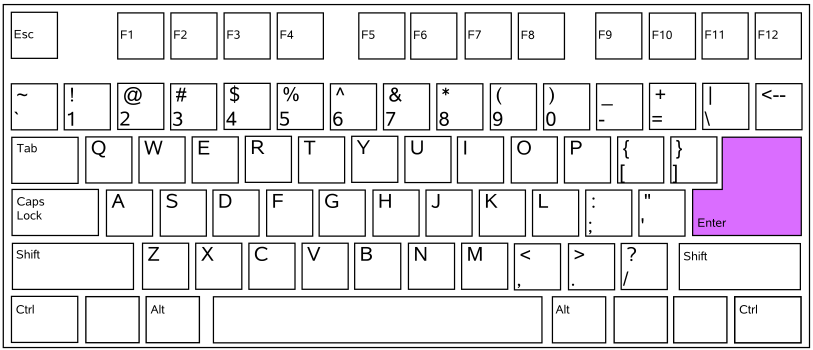 Esc F1 F2 F3 F4 F5 F6 F7 F8 F9 F10 F11 F12
~ ! @ # $ % ^ & * ( ) _ + | <--
` 1 2 3 4 5 6 7 8 9 0 - = \
Tab Q W E R T Y U I O P { }
[ ]
Caps A S D F G H J K L : "
Lock ; '
Enter
Shift Z X C V B N M < > ? Shift
, . /
Ctrl Alt Alt Ctrl